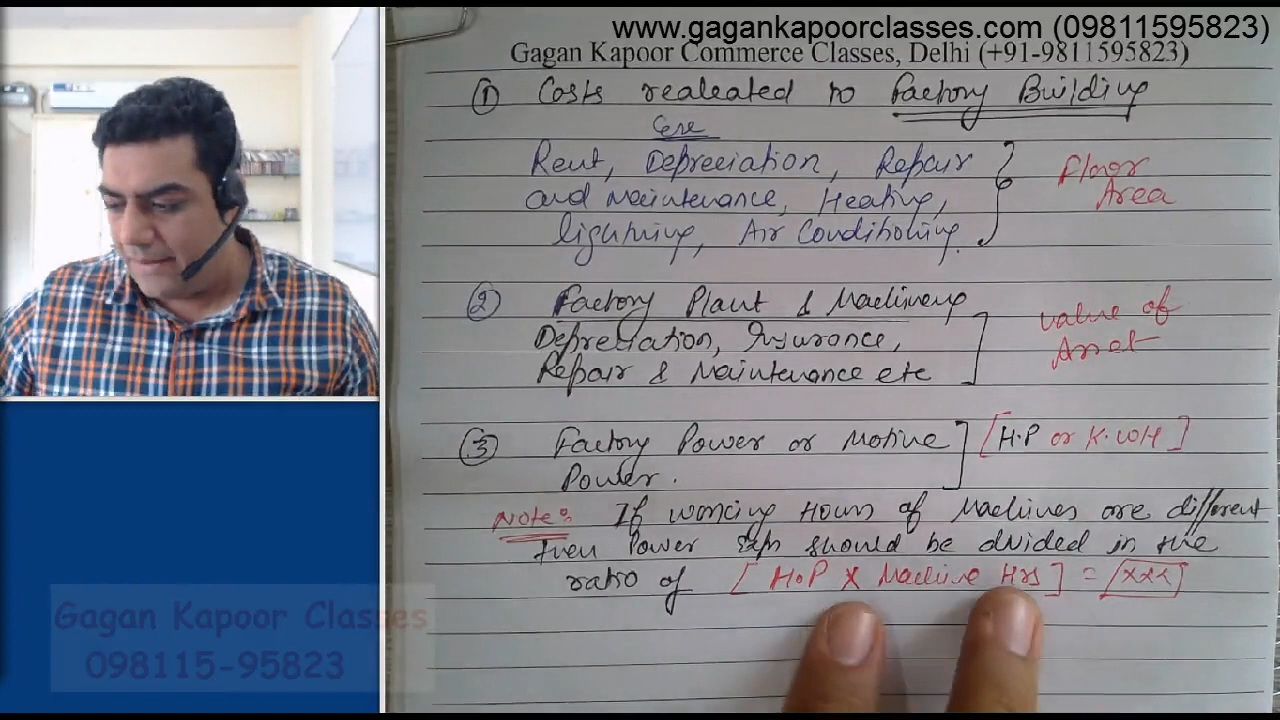 www.gagankapoorclasses.com (09811595823)
Gagan Kapoor Commerce Classes, Delhi (+91-9811595823)
① Costs realeated to Factory Building
Rent, Depreciation, Repair
and Maintenance, Heating,
lightning, Air Conditioning.
Floor
Area
② Factory Plant & Machinery
Depreciation, Insurance,
Repair & Maintenance etc
Value of
Asset
③ Factory Power or Motive
Power.
[H.P or K.WH]
Note: If working Hours of Machines are different
then Power Exp should be divided in the
ratio of [H.P X Machine Hrs] = xxx
Gagan Kapoor Classes
098115-95823